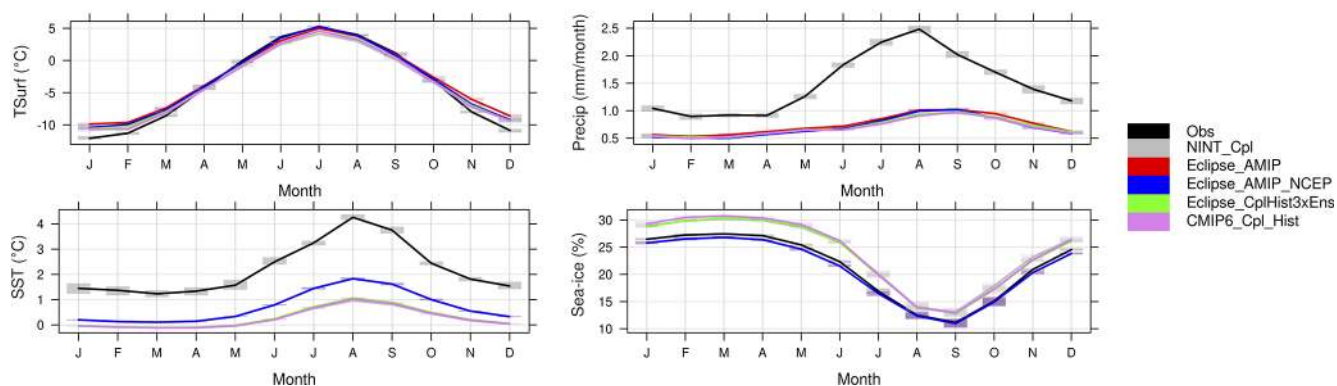 TSurf (°C)
5
0
-5
-10
J F M A M J J A S O N D
Month
Precip (mm/month)
2.5
2.0
1.5
1.0
0.5
J F M A M J J A S O N D
Month
SST (°C)
4
3
2
1
0
J F M A M J J A S O N D
Month
Sea-ice (%)
30
25
20
15
10
J F M A M J J A S O N D
Month
Obs
NINT_Cpl
Eclipse_AMIP
Eclipse_AMIP_NCEP
Eclipse_CplHist3xEns
CMIP6_Cpl_Hist